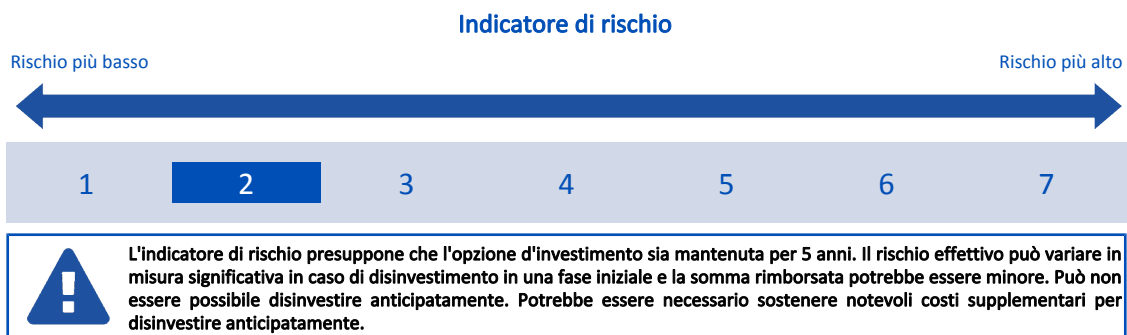 Indicatore di rischio
Rischio più basso
Rischio più alto
1 2 3 4 5 6 7
L'indicatore di rischio presuppone che l'opzione d'investimento sia mantenuta per 5 anni. Il rischio effettivo può variare in
misura significativa in caso di disinvestimento in una fase iniziale e la somma rimborsata potrebbe essere minore. Può non
essere possibile disinvestire anticipatamente. Potrebbe essere necessario sostenere notevoli costi supplementari per
disinvestire anticipatamente.